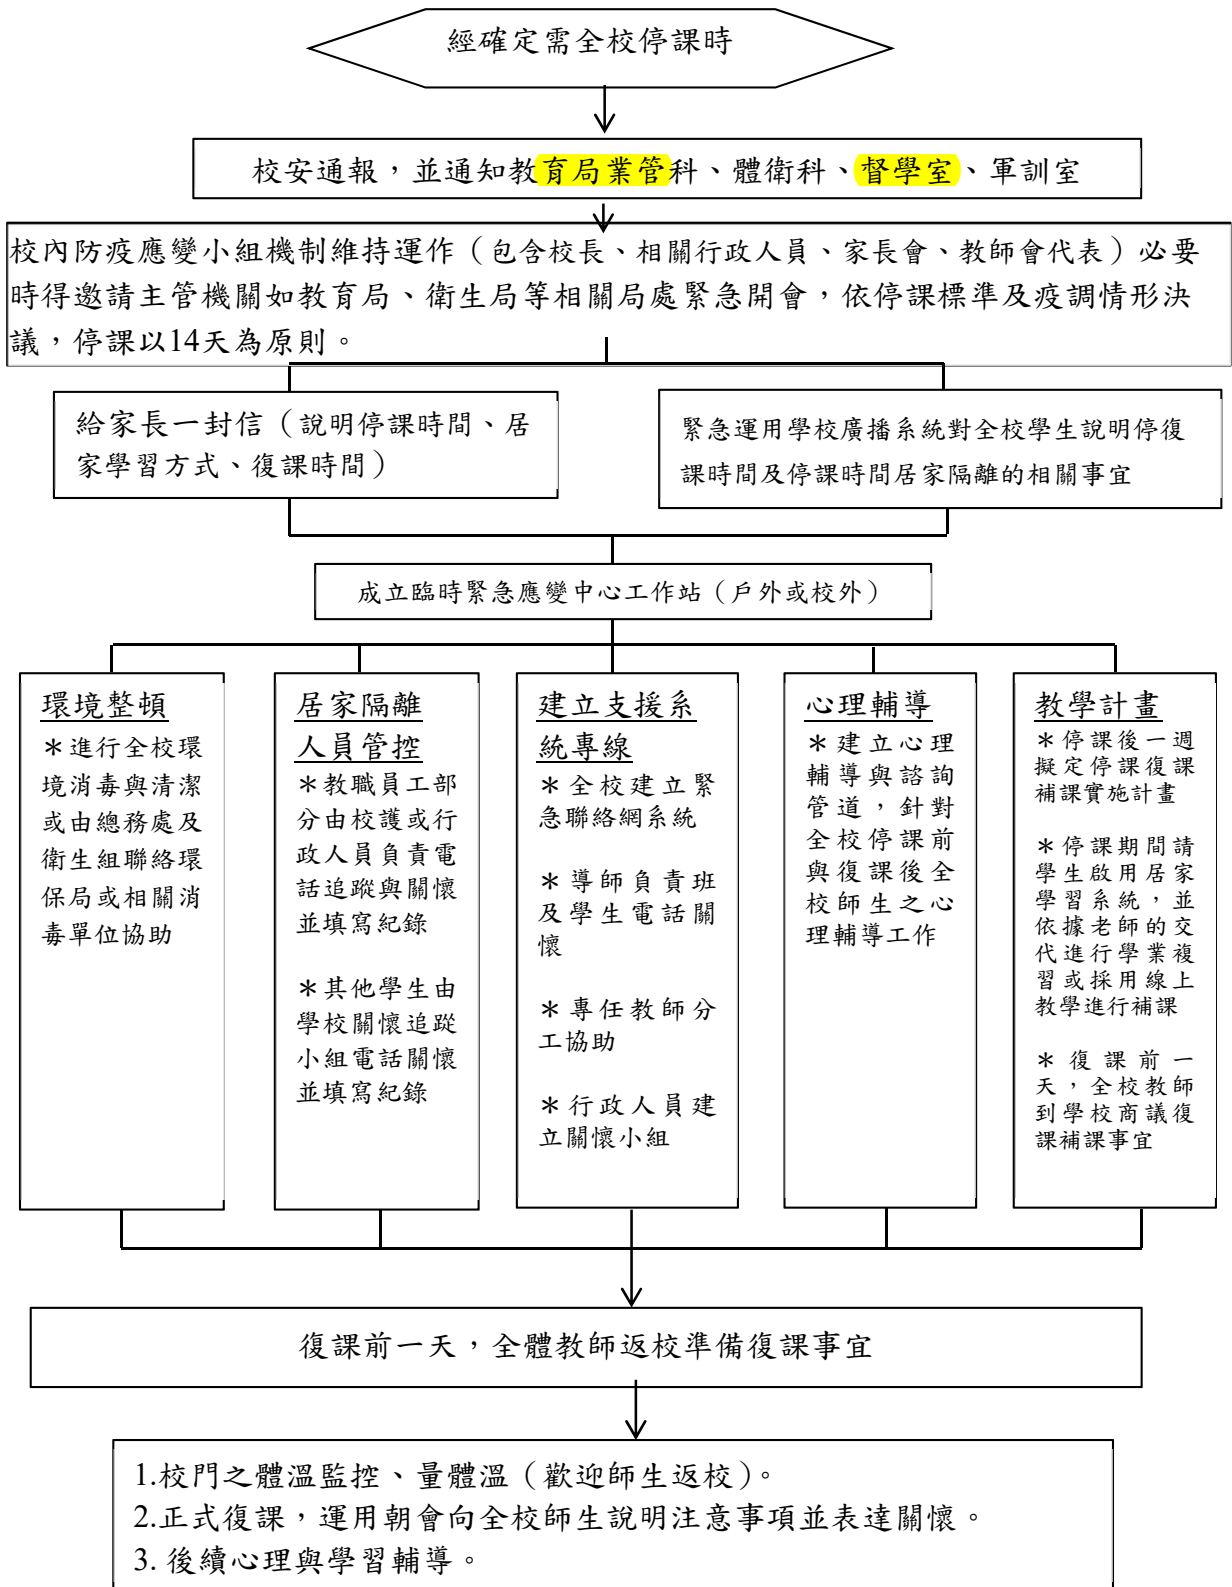 經確定需全校停課時
校安通報，並通知教育局業管科、體衛科、督學室、軍訓室
校內防疫應變小組機制維持運作（包含校長、相關行政人員、家長會、教師會代表）必要
時得邀請主管機關如教育局、衛生局等相關局處緊急開會，依停課標準及疫調情形決
議，停課以14天為原則。
給家長一封信（說明停課時間、居
家學習方式、復課時間）
緊急運用學校廣播系統對全校學生說明停復
課時間及停課時間居家隔離的相關事宜
成立臨時緊急應變中心工作站（戶外或校外）
環境整頓
＊進行全校環
境消毒與清潔
或由總務處及
衛生組聯絡環
保局或相關消
毒單位協助
居家隔離
人員管控
＊教職員工部
分由校護或行
政人員負責電
話追蹤與關懷
並填寫紀錄
＊其他學生由
學校關懷追蹤
小組電話關懷
並填寫紀錄
建立支援系
統專線
＊全校建立緊
急聯絡網系統
＊導師負責班
及學生電話關
懷
＊專任教師分
工協助
＊行政人員建
立關懷小組
心理輔導
＊建立心理
輔導與諮詢
管道，針對
全校停課前
與復課後全
校師生之心
理輔導工作
教學計畫
＊停課後一週
擬定停課復課
補課實施計畫
＊停課期間請
學生啟用居家
學習系統，並
依據老師的交
代進行學業複
習或採用線上
教學進行補課
＊復課前一
天，全校教師
到學校商議復
課補課事宜
復課前一天，全體教師返校準備復課事宜
1.校門之體溫監控、量體溫（歡迎師生返校）。
2.正式復課，運用朝會向全校師生說明注意事項並表達關懷。
3. 後續心理與學習輔導。